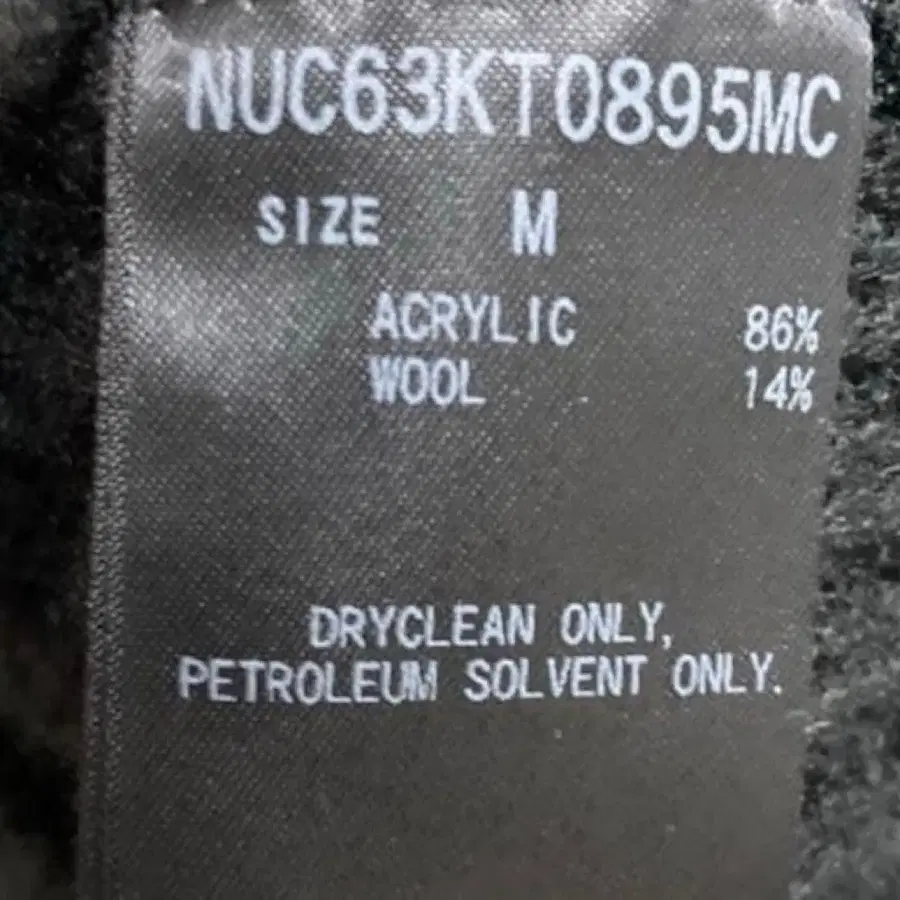 NUC63KT0895MC
SIZE M
ACRYLIC 86%
WOOL 14%
DRYCLEAN ONLY,
PETROLEUM SOLVENT ONLY.